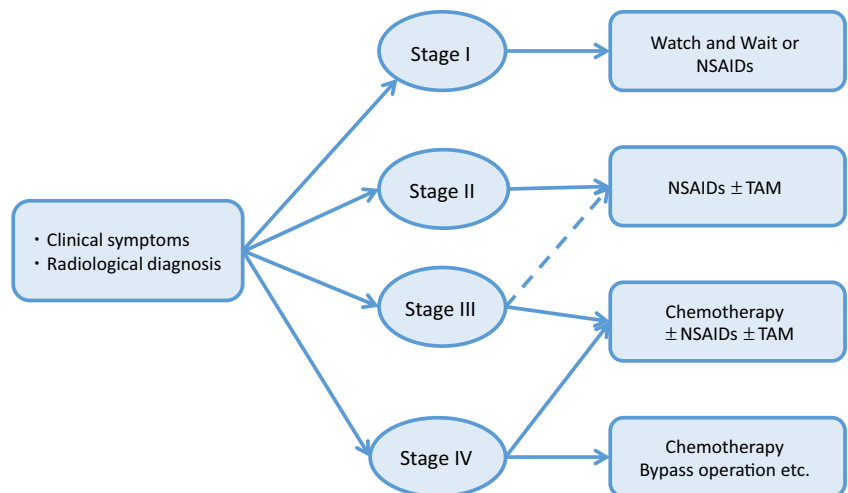 ・ Clinical symptoms
・ Radiological diagnosis
Stage I
Watch and Wait or
NSAIDs
Stage II
NSAIDs ±TAM
Stage III
Chemotherapy
±NSAIDs ±TAM
Stage IV
Chemotherapy
Bypass operation etc.